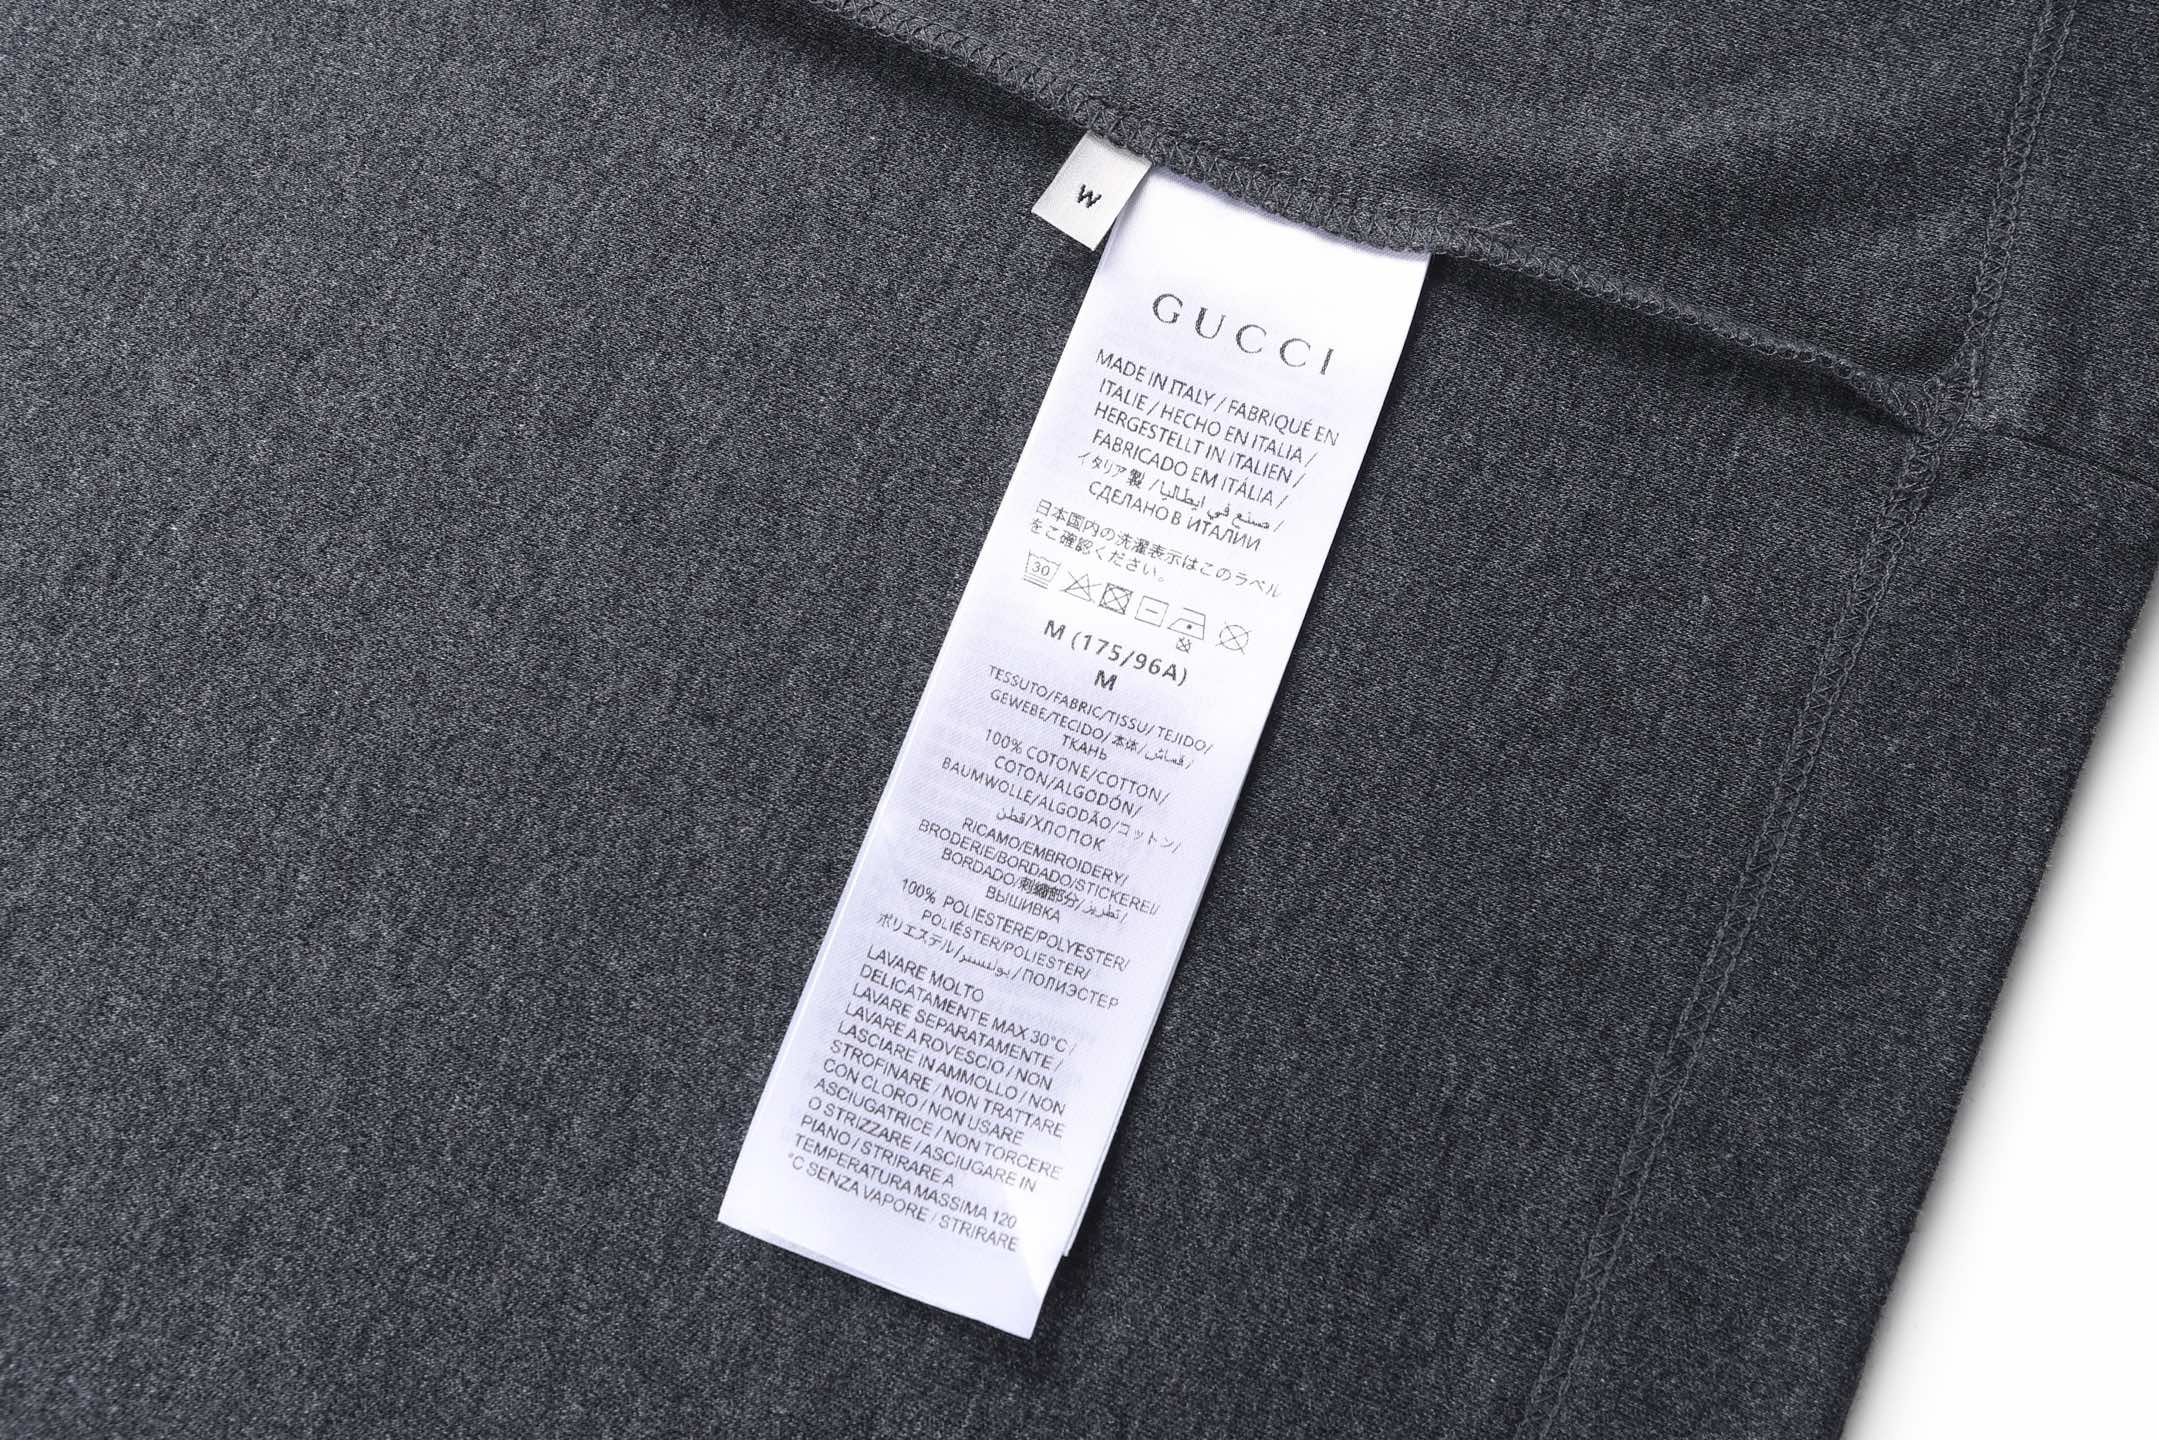 W
GUCCI
MADE IN ITALY / FABRIQUÉ EN
ITALIE / HECHO EN ITALIA /
HERGESTELLT IN ITALIEN /
FABRICADO EM ITÁLIA /
イタリア製 / صنع في إيطاليا /
СДЕЛАНО В ИТАЛИИ
日本国内の洗濯表示はこのラベル
をご確認ください。
30
M (175/96A)
M
TESSUTO/FABRIC/TISSU/TEJIDO/
GEWEBE/TECIDO/本体/قماش/
ТКАНЬ
100% COTONE/COTTON/
COTON/ALGODÓN/
BAUMWOLLE/ALGODÃO/コットン/
قطن/ХЛОПОК
RICAMO/EMBROIDERY/
BRODERIE/BORDADO/STICKEREI/
BORDADO/刺繍部分/تطريز/
ВЫШИВКА
100% POLIESTERE/POLYESTER/
POLIÉSTER/POLIESTER/
ポリエステル/بوليستر/ПОЛИЭСТЕР
LAVARE MOLTO
DELICATAMENTE MAX 30°C /
LAVARE SEPARATAMENTE /
LAVARE A ROVESCIO / NON
LASCIARE IN AMMOLLO / NON
STROFINARE / NON TRATTARE
CON CLORO / NON USARE
ASCIUGATRICE / NON TORCERE
O STRIZZARE / ASCIUGARE IN
PIANO / STRIRARE A
TEMPERATURA MASSIMA 120
°C SENZA VAPORE / STRIRARE